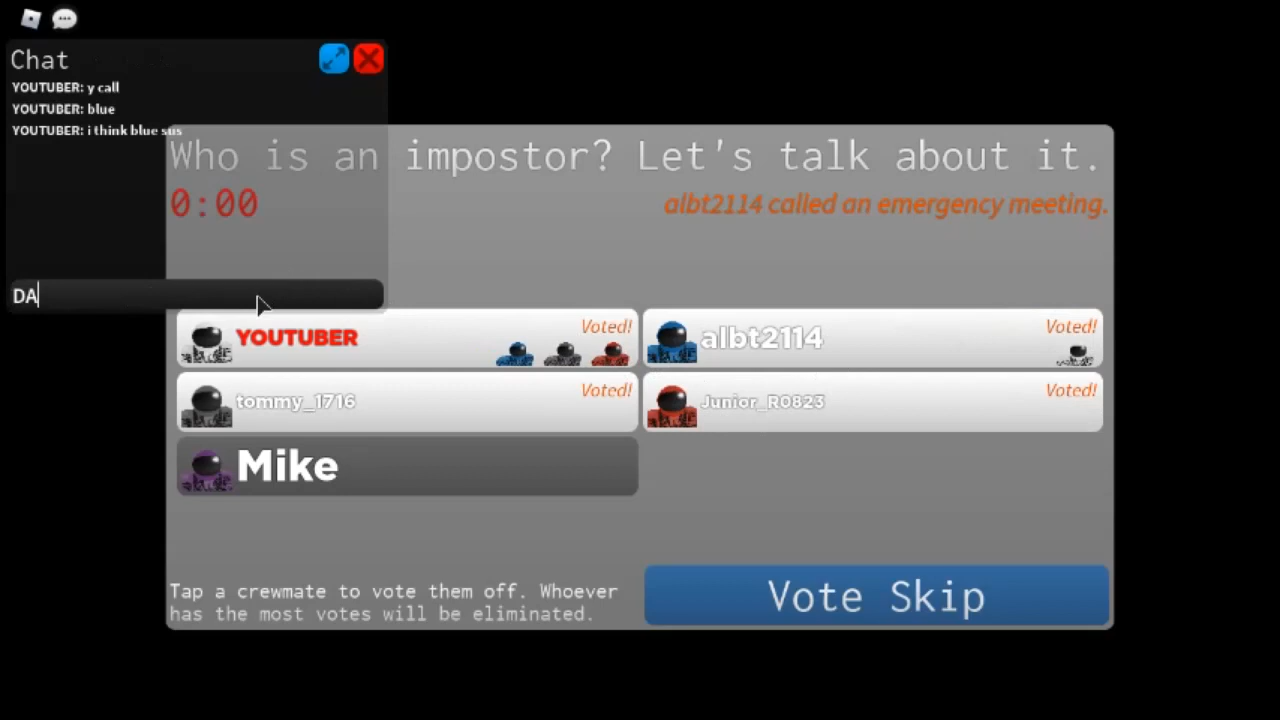 Chat
YOUTUBER: y call
YOUTUBER: blue
YOUTUBER: i think blue sus
DA
Who is an impostor? Let's talk about it.
0:00
albt2114 called an emergency meeting.
YOUTUBER
Voted!
albt2114
Voted!
tommy_1716
Voted!
Junior_R0823
Voted!
Mike
Tap a crewmate to vote them off. Whoever
has the most votes will be eliminated.
Vote Skip